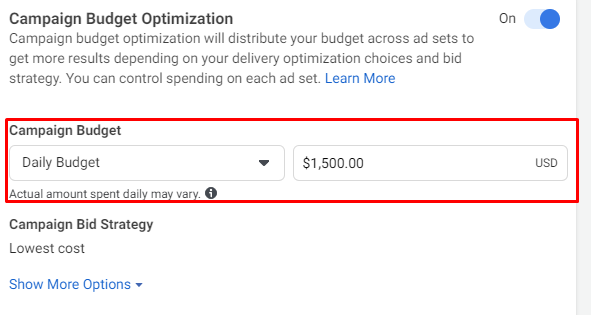 Campaign Budget Optimization On
Campaign budget optimization will distribute your budget across ad sets to
get more results depending on your delivery optimization choices and bid
strategy. You can control spending on each ad set. Learn More
Campaign Budget
Daily Budget $1,500.00 USD
Actual amount spent daily may vary.
Campaign Bid Strategy
Lowest cost
Show More Options